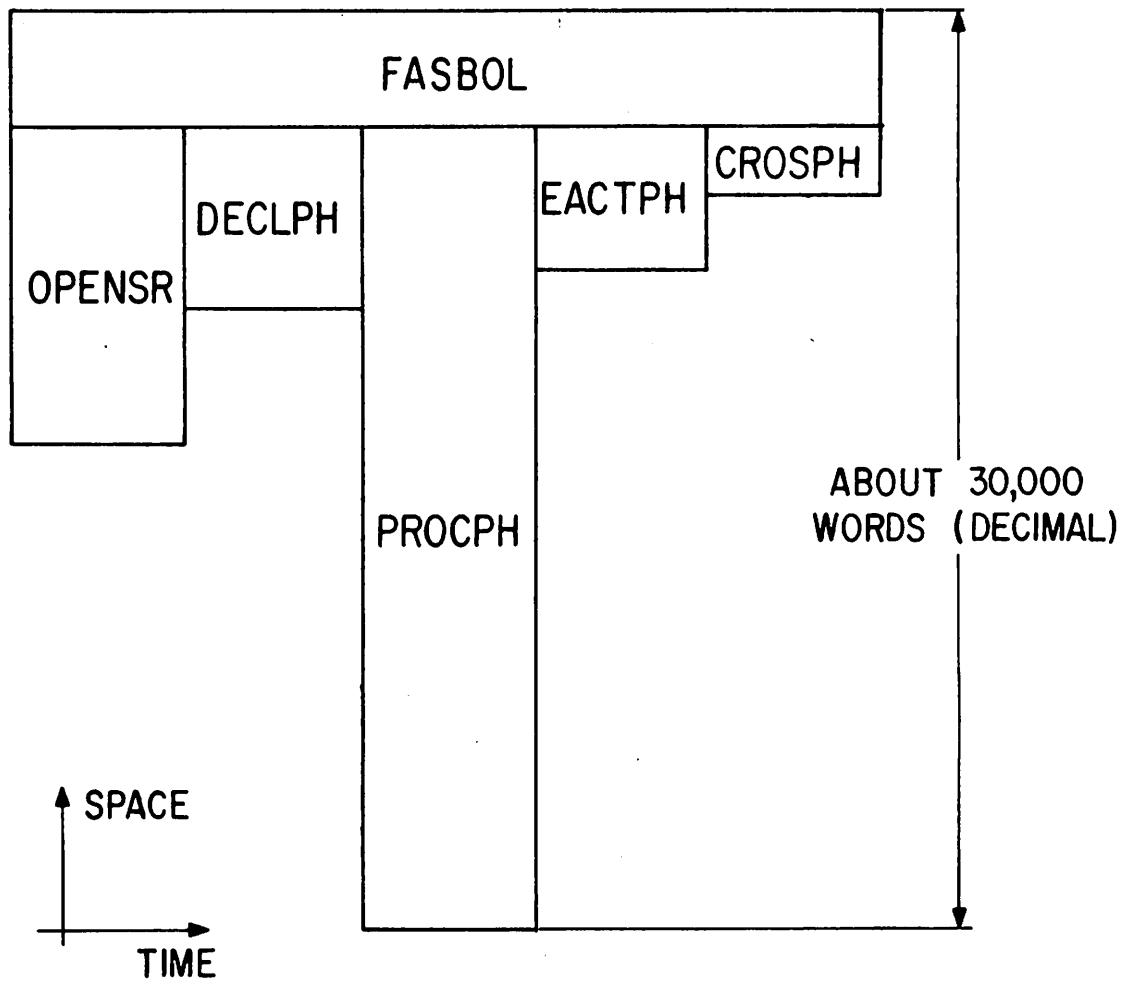 FASBOL
OPENSR
DECLPH
PROCPH
EACTPH
CROSPH
ABOUT 30,000
WORDS (DECIMAL)
SPACE
TIME